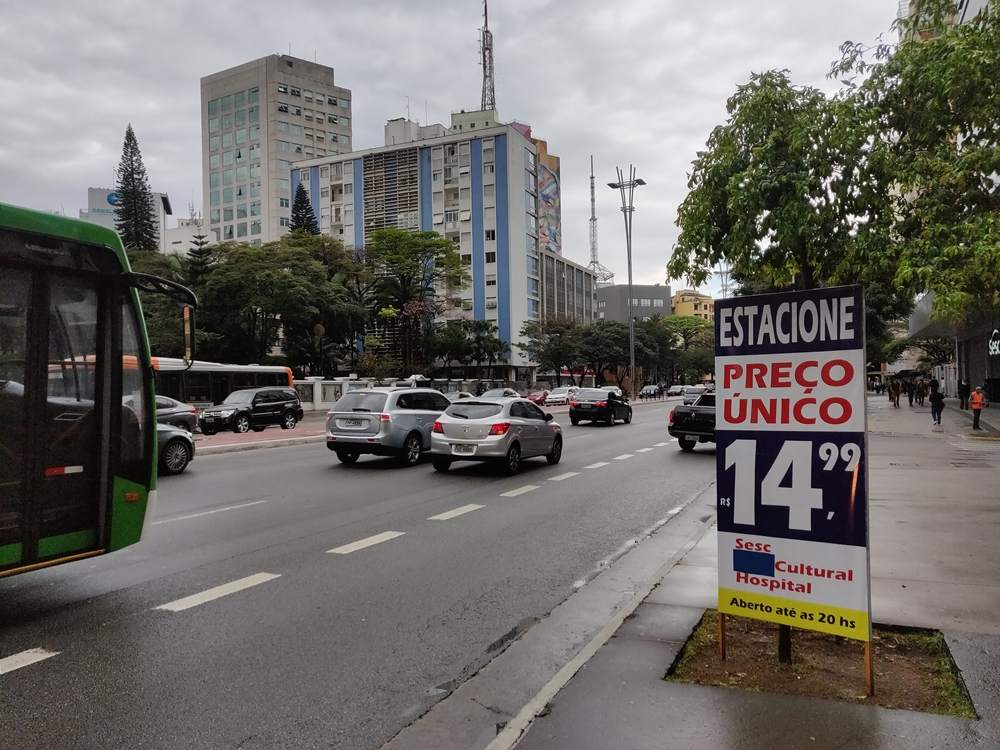 ESTACIONE
PREÇO
ÚNICO
R$ 14,99
Sesc
Cultural
Hospital
Aberto até as 20 hs